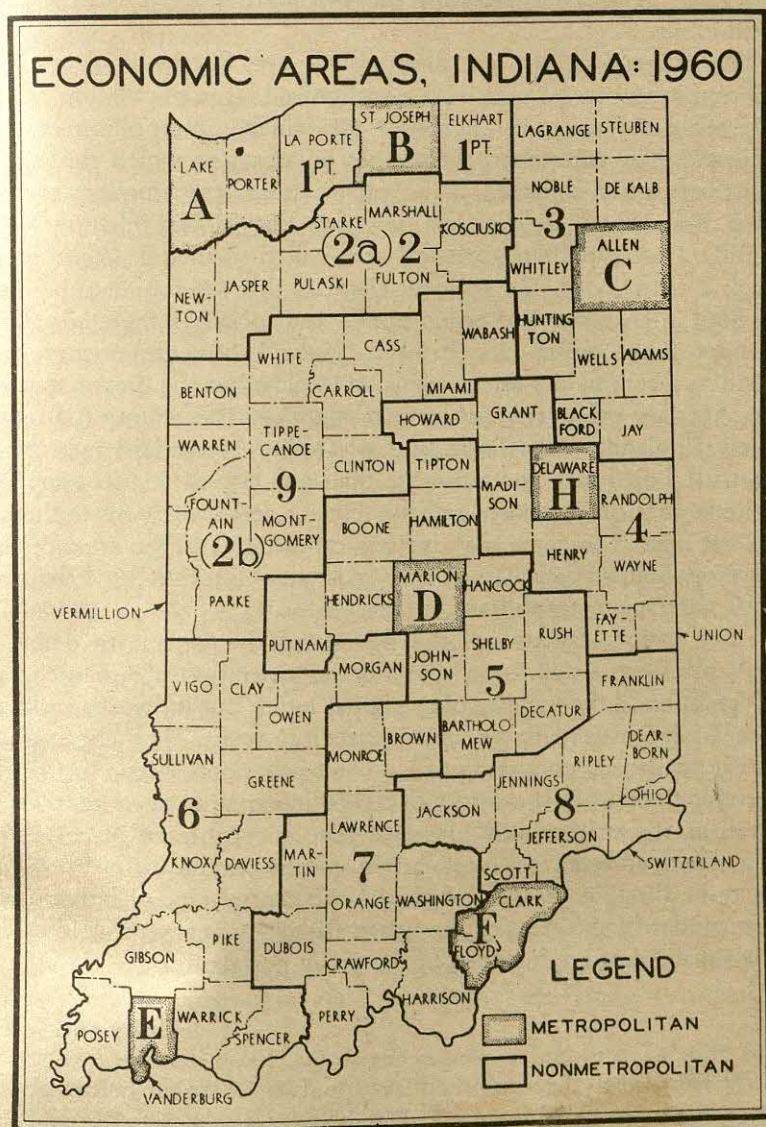 ECONOMIC AREAS, INDIANA: 1960
LAKE
A
PORTER
LA PORTE
1PT.
ST JOSEPH
B
ELKHART
1PT.
LAGRANGE
STEUBEN
NOBLE
DE KALB
3
STARKE
MARSHALL
(2a) 2
KOSCIUSKO
ALLEN
C
WHITLEY
NEW-
TON
JASPER
PULASKI
FULTON
HUNTING
TON
WABASH
WHITE
CASS
WELLS
ADAMS
BENTON
CARROLL
MIAMI
HOWARD
GRANT
BLACK
FORD
JAY
WARREN
TIPPE-
CANOE
CLINTON
TIPTON
MADI-
SON
DELAWARE
H
RANDOLPH
9
4
FOUNT-
AIN
(2b)
MONT-
GOMERY
BOONE
HAMILTON
HENRY
WAYNE
VERMILLION
PARKE
PUTNAM
HENDRICKS
MARION
D
HANCOCK
RUSH
FAY-
ETTE
UNION
VIGO
CLAY
MORGAN
JOHN-
SON
SHELBY
5
FRANKLIN
OWEN
DECATUR
SULLIVAN
MONROE
BROWN
BARTHOLO
MEW
RIPLEY
DEAR-
BORN
GREENE
JENNINGS
OHIO
6
8
LAWRENCE
JACKSON
JEFFERSON
SWITZERLAND
KNOX
DAVIESS
MAR-
TIN
7
SCOTT
ORANGE
WASHINGTON
CLARK
PIKE
DUBOIS
F
FLOYD
GIBSON
CRAWFORD
HARRISON
POSEY
E
WARRICK
SPENCER
PERRY
VANDERBURG
LEGEND
METROPOLITAN
NONMETROPOLITAN